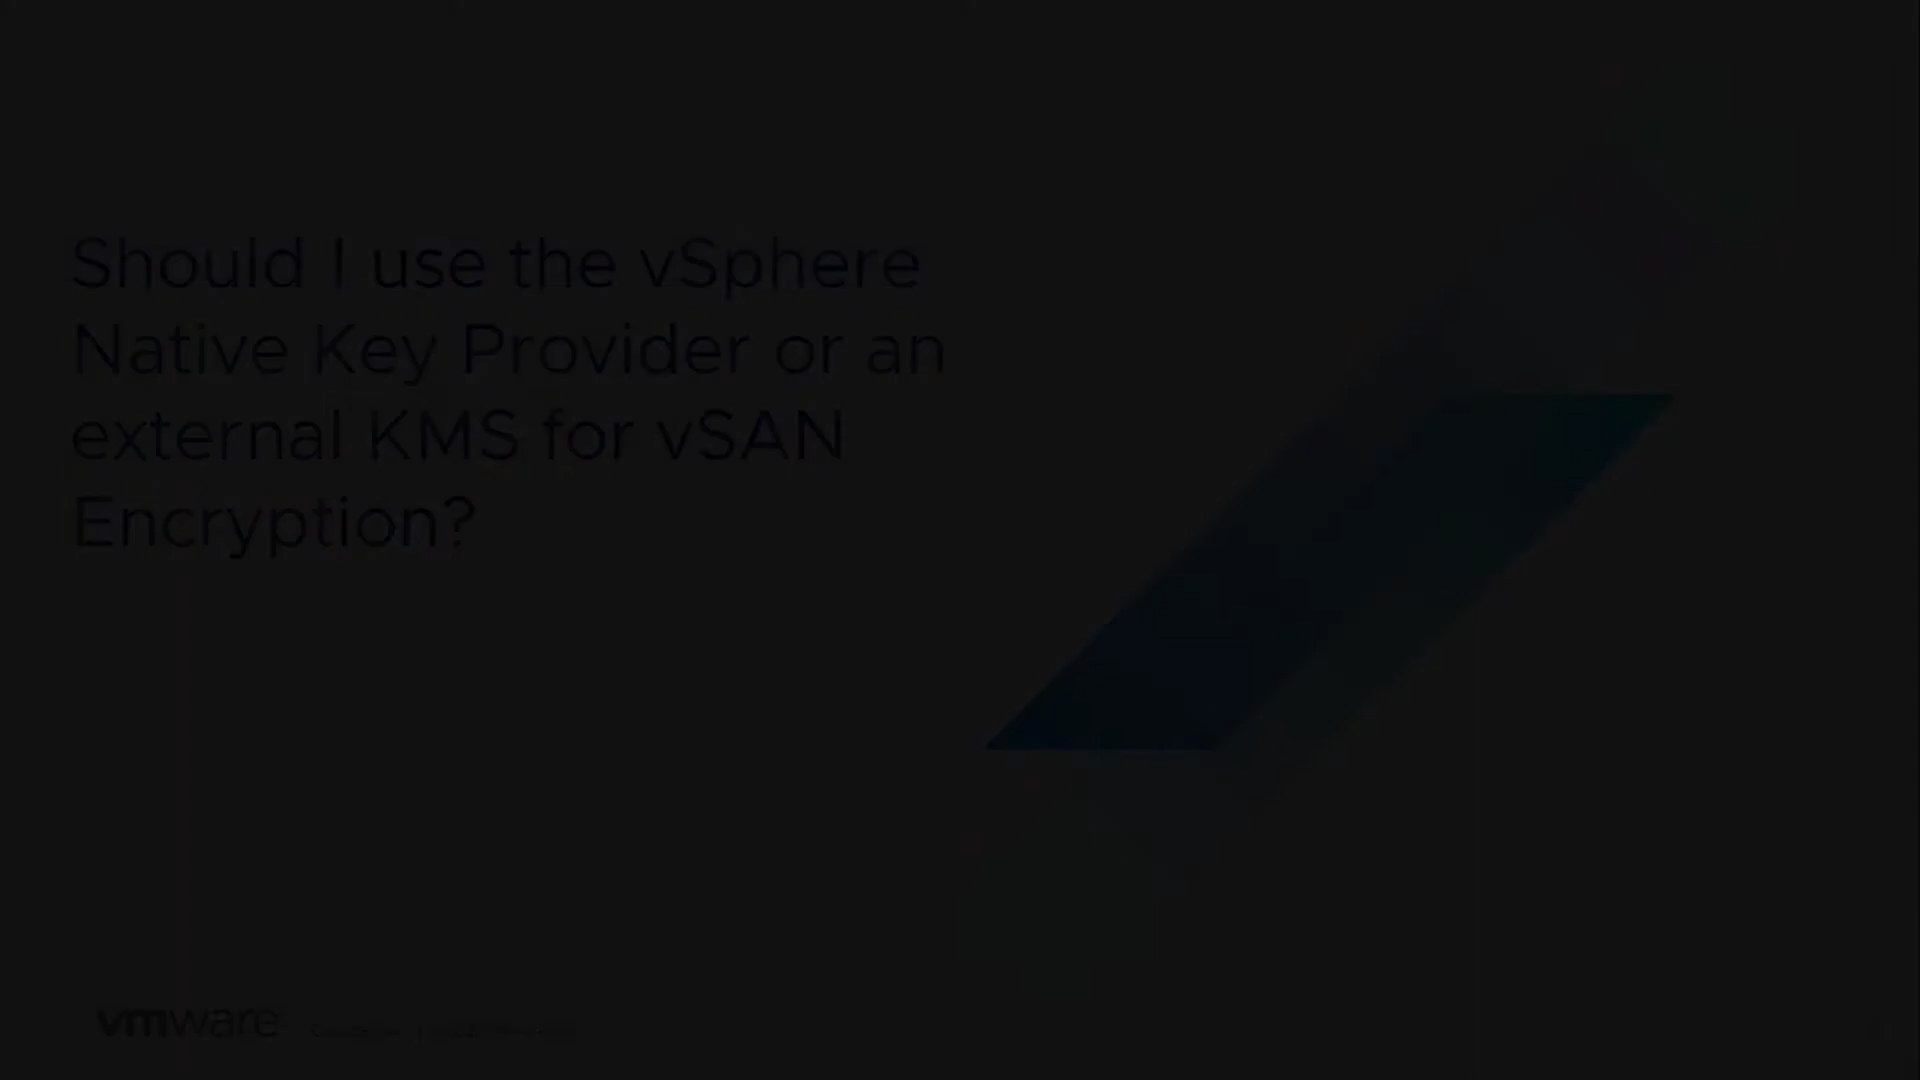 Should I use the vSphere
Native Key Provider or an
external KMS for vSAN
Encryption?
vmware